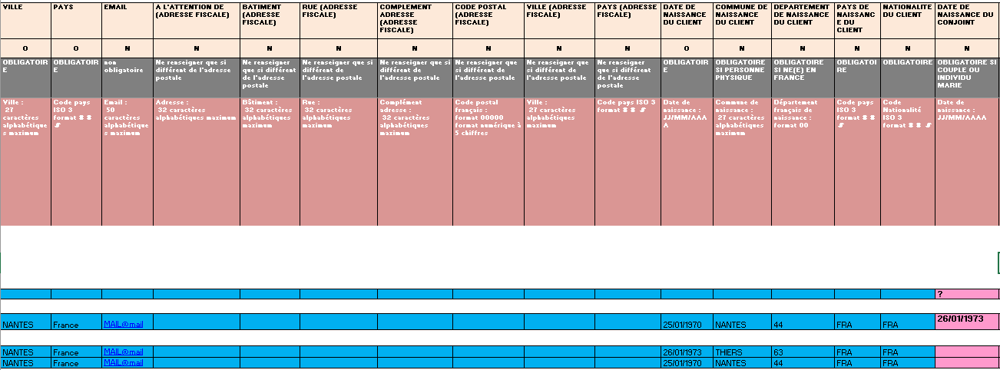 VILLE PAYS EMAIL A L'ATTENTION DE (ADRESSE FISCALE) BATIMENT (ADRESSE FISCALE) RUE (ADRESSE FISCALE) COMPLEMENT ADRESSE (ADRESSE FISCALE) CODE POSTAL (ADRESSE FISCALE) VILLE (ADRESSE FISCALE) PAYS (ADRESSE FISCALE) DATE DE NAISSANCE DU CLIENT COMMUNE DE NAISSANCE DU CLIENT DEPARTEMENT DE NAISSANCE DU CLIENT PAYS DE NAISSANCE DU CLIENT NATIONALITE DU CLIENT DATE DE NAISSANCE DU CONJOINT
O O N N N N N N N N O N N N N N
OBLIGATOIRE OBLIGATOIRE non obligatoire Ne renseigner que si différent de l'adresse postale Ne renseigner que si différent de l'adresse postale Ne renseigner que si différent de l'adresse postale Ne renseigner que si différent de l'adresse postale Ne renseigner que si différent de l'adresse postale Ne renseigner que si différent de l'adresse postale Ne renseigner que si différent de l'adresse postale OBLIGATOIRE OBLIGATOIRE SI PERSONNE PHYSIQUE OBLIGATOIRE SI NE(E) EN FRANCE OBLIGATOIRE OBLIGATOIRE OBLIGATOIRE SI COUPLE OU INDIVIDU MARIE
Ville : 27 caractères alphabétiques maximum Code pays ISO 3 format Email : 50 caractères alphabétiques maximum Adresse : 32 caractères alphabétiques maximum Bâtiment : 32 caractères alphabétiques maximum Rue : 32 caractères alphabétiques maximum Complément adresse : 32 caractères alphabétiques maximum Code postal français : format 00000 format numérique à 5 chiffres Ville : 27 caractères alphabétiques maximum Code pays ISO 3 format Date de naissance : JJ/MM/AAAA Commune de naissance : 27 caractères alphabétiques maximum Département français de naissance : format 00 Code pays ISO 3 format Code Nationalité ISO 3 format Date de naissance : JJ/MM/AAAA
?
NANTES France MAIL@mail 25/01/1970 NANTES 44 FRA FRA 26/01/1973
NANTES France MAIL@mail 26/01/1973 THIERS 63 FRA FRA
NANTES France MAIL@mail 25/01/1970 NANTES 44 FRA FRA